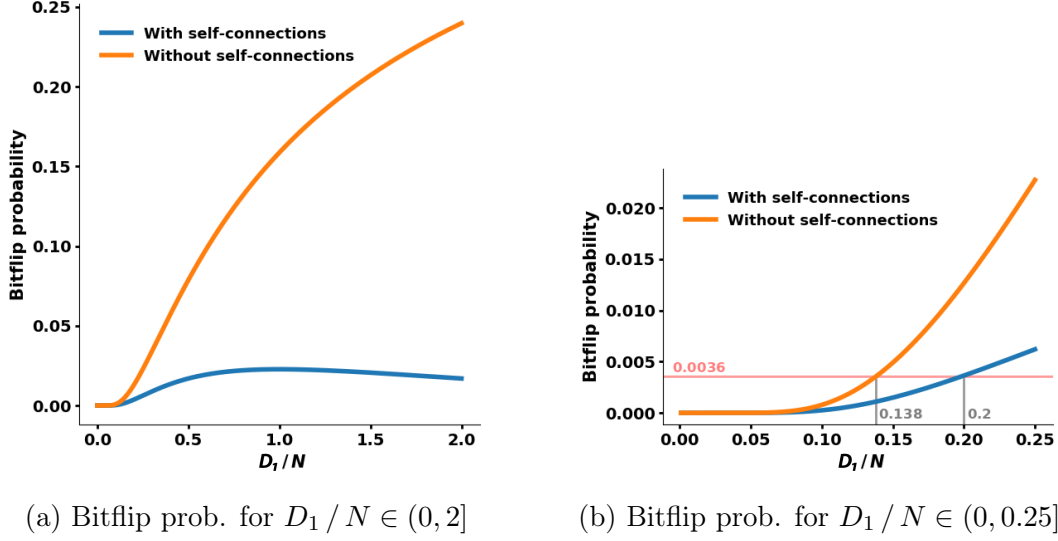 0.25
0.20
0.15
0.10
0.05
0.00
Bitflip probability
With self-connections
Without self-connections
0.0
0.5
1.0
1.5
2.0
D₁/N
(a) Bitflip prob. for D₁ / N ∈ (0, 2]
0.020
0.015
0.010
0.005
0.000
Bitflip probability
With self-connections
Without self-connections
0.0036
0.138
0.2
0.00
0.05
0.10
0.15
0.20
0.25
D₁/N
(b) Bitflip prob. for D₁ / N ∈ (0, 0.25]